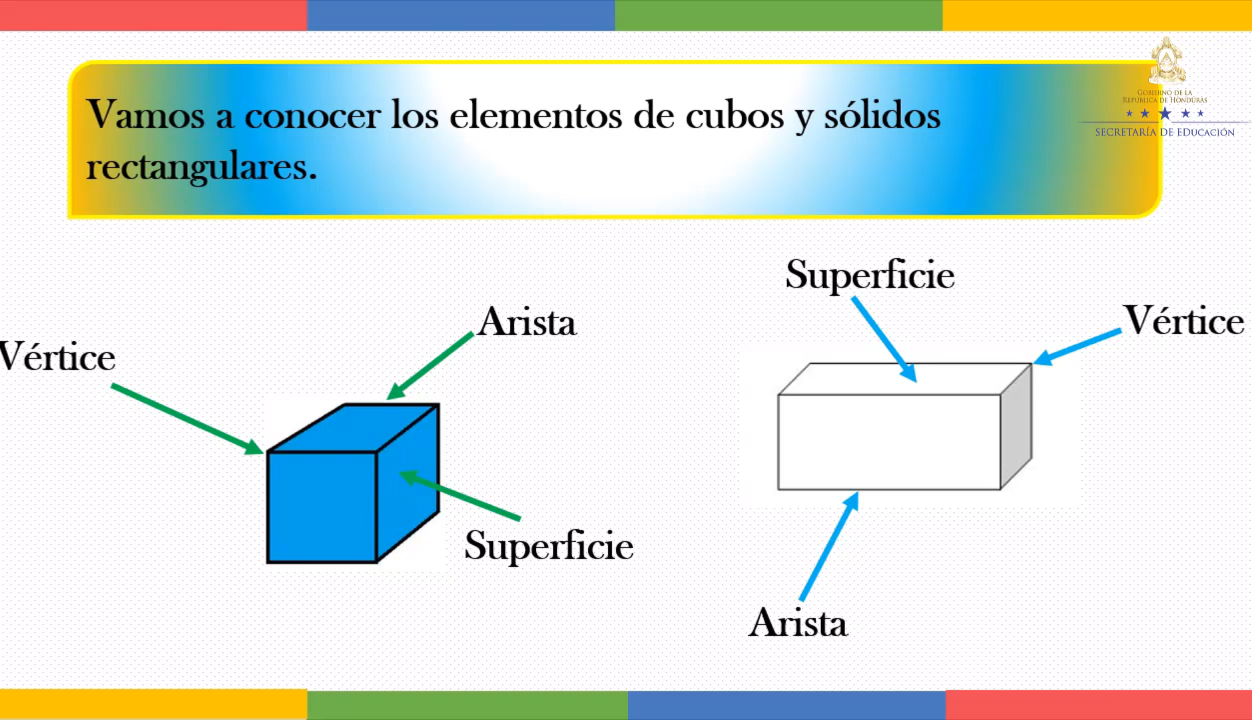 Vamos a conocer los elementos de cubos y sólidos
rectangulares.
GOBIERNO DE LA
REPÚBLICA DE HONDURAS
SECRETARÍA DE EDUCACIÓN
Superficie
Arista
Vértice
Vértice
Superficie
Arista